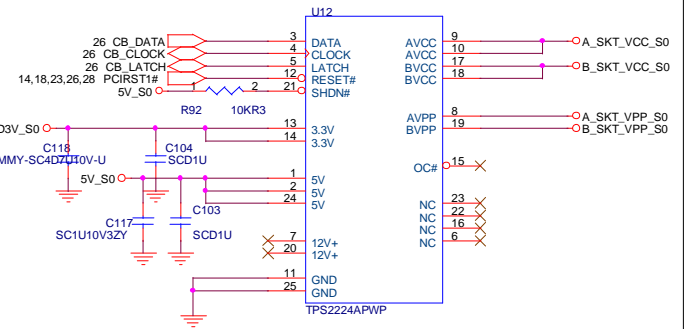 U12
26 CB_DATA 3 DATA AVCC 9 A_SKT_VCC_S0
26 CB_CLOCK 4 CLOCK AVCC 10
26 CB_LATCH 5 LATCH BVCC 17 B_SKT_VCC_S0
14,18,23,26,28 PCIRST1# 12 RESET# BVCC 18
5V_S0 1 2 21 SHDN#
R92 10KR3
AVPP 8 A_SKT_VPP_S0
D3V_S0 13 3.3V BVPP 19 B_SKT_VPP_S0
14 3.3V
C118 C104
MMY-SC4D7U10V-U SCD1U
OC# 15
5V_S0 1 5V
2 5V
24 5V
NC 23
C117 C103 NC 22
SC1U10V3ZY SCD1U NC 16
7 12V+ NC 6
20 12V+
11 GND
25 GND
TPS2224APWP